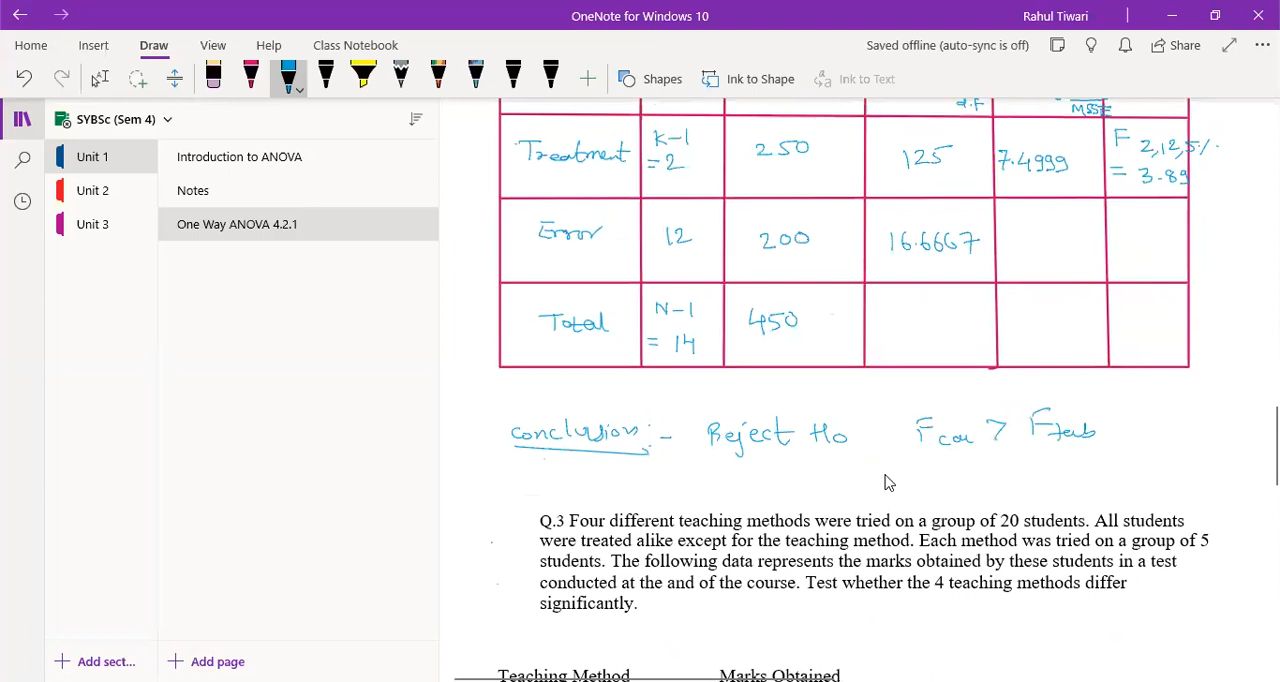 OneNote for Windows 10
Rahul Tiwari
Home Insert Draw View Help Class Notebook
Saved offline (auto-sync is off)
Share
Shapes
Ink to Shape
Ink to Text
SYBSc (Sem 4)
Unit 1
Unit 2
Unit 3
Introduction to ANOVA
Notes
One Way ANOVA 4.2.1
Add sect...
Add page
d.F MSSE
Treatment K-1 = 2 250 125 7.4999 F 2,12,5% = 3.89
Error 12 200 16.6667
Total N-1 = 14 450
Conclusion:- Reject Ho Fcal > Ftab
Q.3 Four different teaching methods were tried on a group of 20 students. All students
were treated alike except for the teaching method. Each method was tried on a group of 5
students. The following data represents the marks obtained by these students in a test
conducted at the and of the course. Test whether the 4 teaching methods differ
significantly.
Teaching Method Marks Obtained